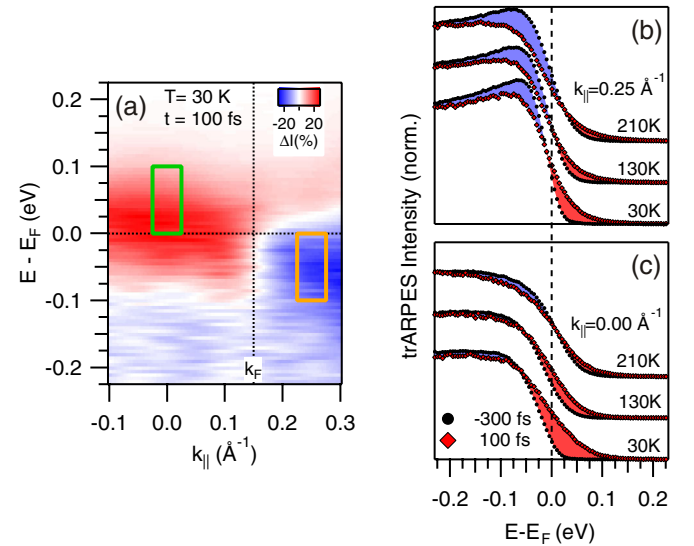 (a)
T= 30 K
t = 100 fs
-20 20
ΔI(%)
0.2
0.1
0.0
-0.1
-0.2
E - E_F (eV)
k_F
-0.1 0.0 0.1 0.2 0.3
k_|| (Å⁻¹)
(b)
k_||=0.25 Å⁻¹
210K
130K
30K
trARPES Intensity (norm.)
(c)
k_||=0.00 Å⁻¹
210K
130K
30K
-300 fs
100 fs
-0.2 -0.1 0.0 0.1 0.2
E-E_F (eV)